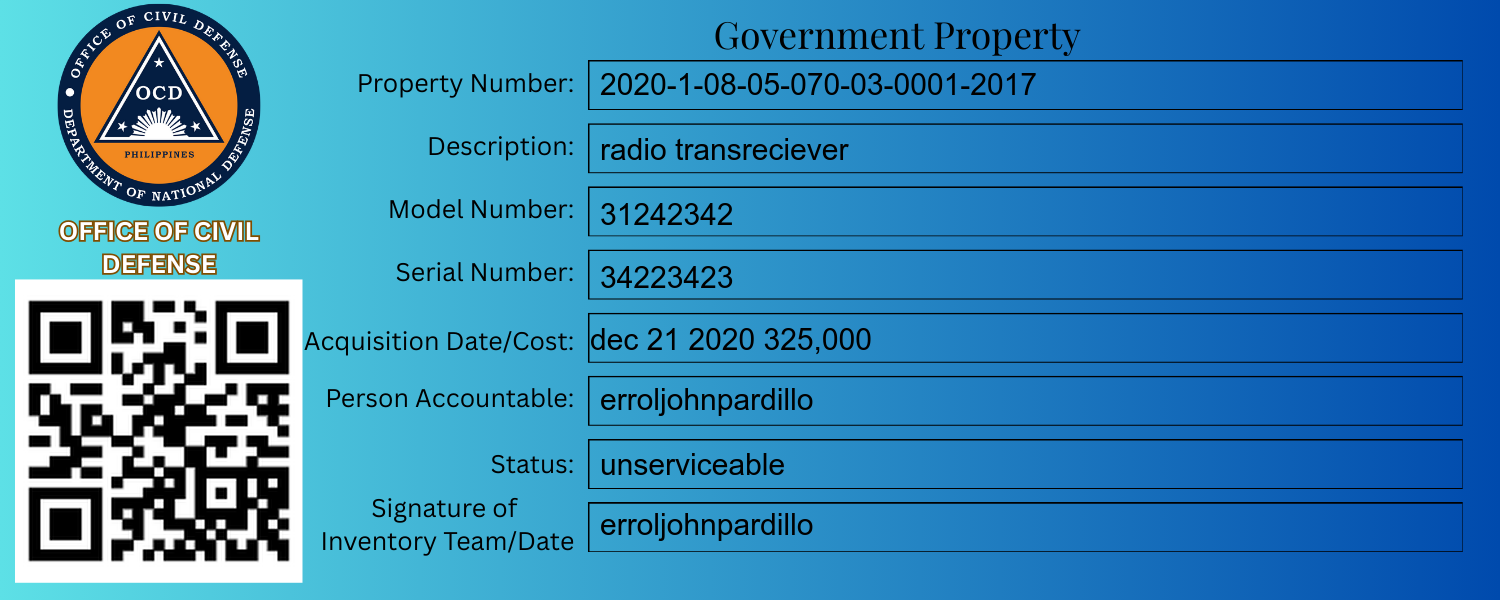 OFFICE OF CIVIL DEFENSE
OCD
PHILIPPINES
DEPARTMENT OF NATIONAL DEFENSE
OFFICE OF CIVIL
DEFENSE
Government Property
Property Number: 2020-1-08-05-070-03-0001-2017
Description: radio transreciever
Model Number: 31242342
Serial Number: 34223423
Acquisition Date/Cost: dec 21 2020 325,000
Person Accountable: erroljohnpardillo
Status: unserviceable
Signature of
Inventory Team/Date erroljohnpardillo